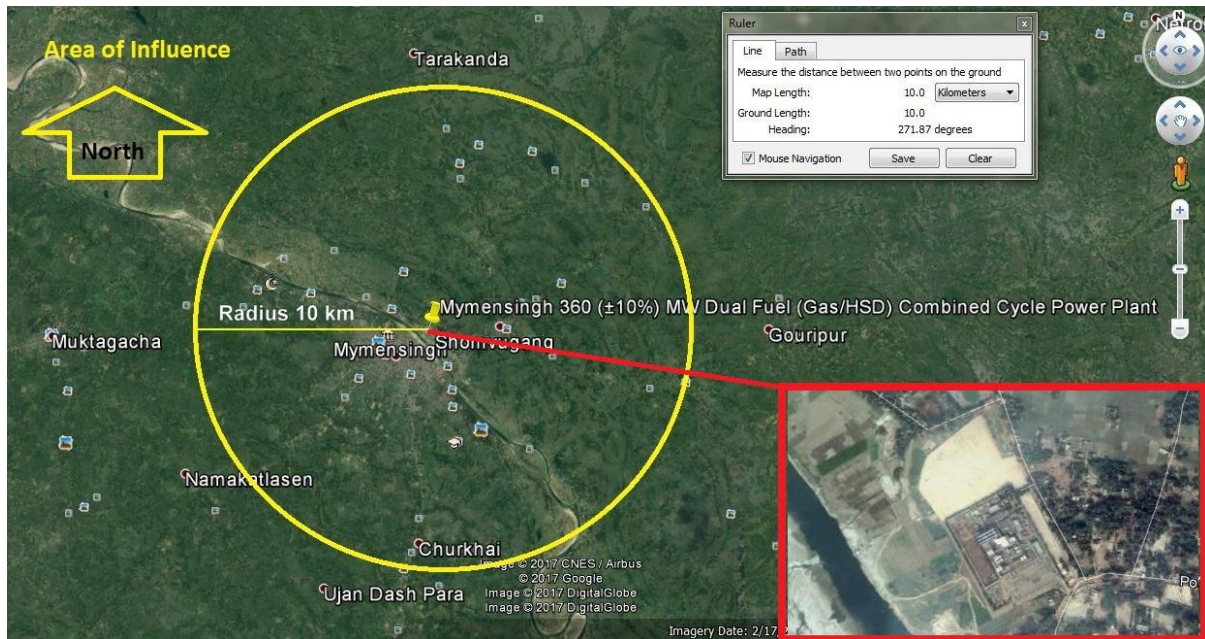 Area of Influence
North
Tarakanda
Ruler
Line
Path
Measure the distance between two points on the ground
Map Length: 10.0 Kilometers
Ground Length: 10.0
Heading: 271.87 degrees
Mouse Navigation
Save
Clear
N
Radius 10 km
Mymensingh 360 (±10%) MW Dual Fuel (Gas/HSD) Combined Cycle Power Plant
Muktagacha
Mymensingh
Gouripur
Namakatlasen
Churkhai
Ujan Dash Para
Image © 2017 CNES / Airbus
© 2017 Google
Image © 2017 DigitalGlobe
Image © 2017 DigitalGlobe
Imagery Date: 2/17/2